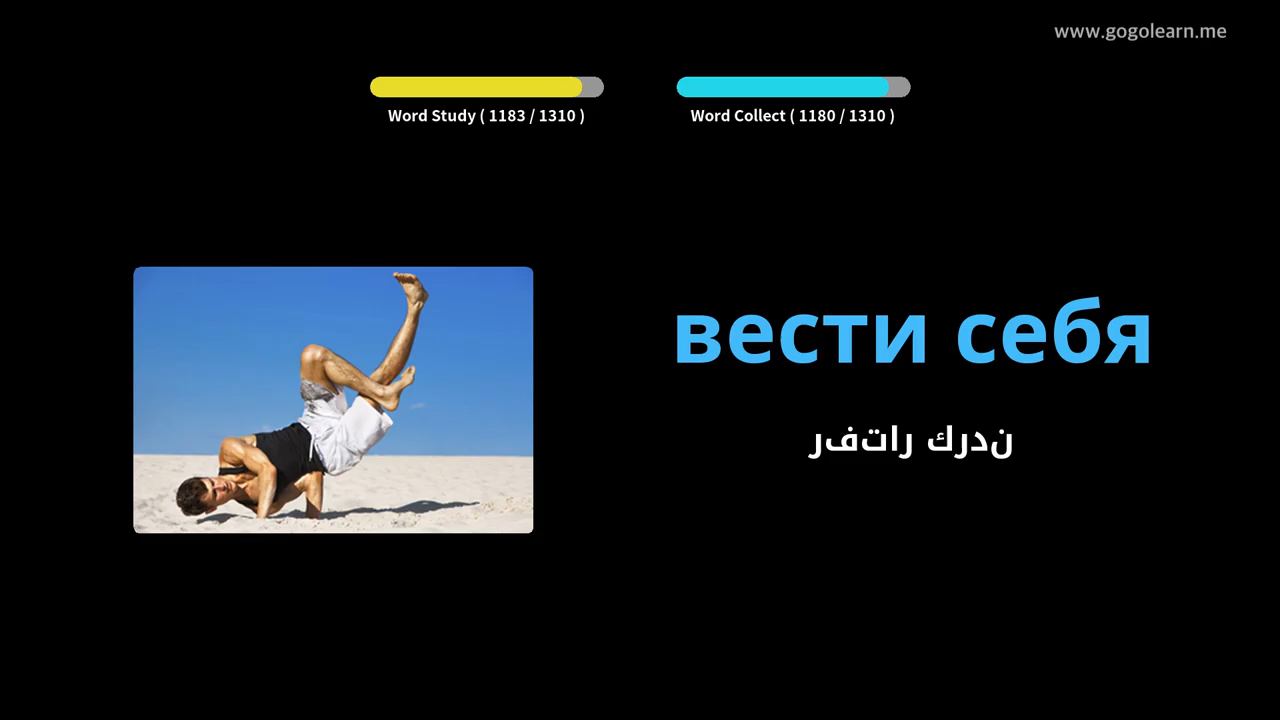 www.gogolearn.me
Word Study ( 1183 / 1310 )
Word Collect ( 1180 / 1310 )
вести себя
ندرك راتفر